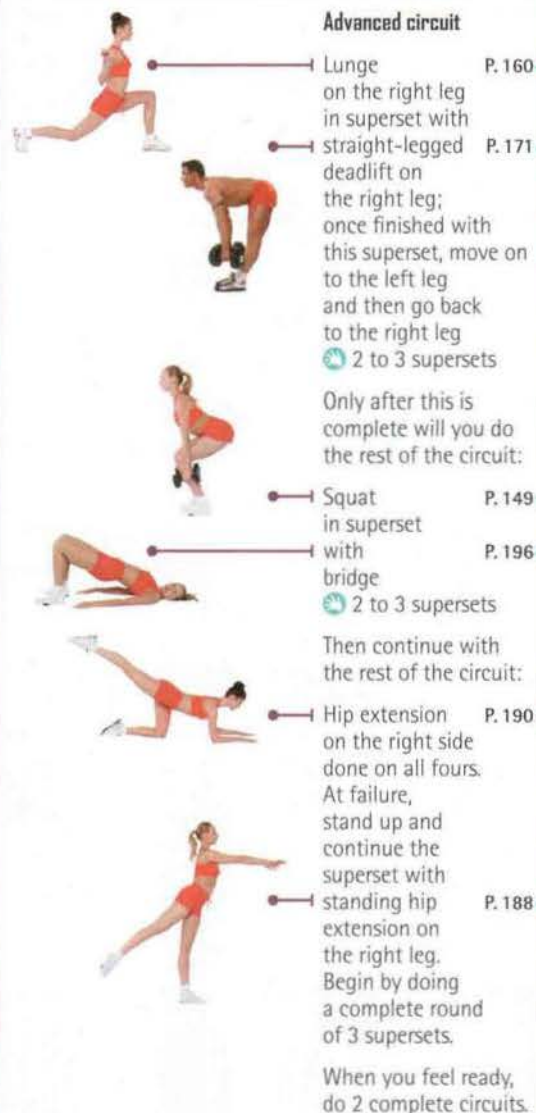 Advanced circuit
Lunge P. 160
on the right leg
in superset with
straight-legged P. 171
deadlift on
the right leg;
once finished with
this superset, move on
to the left leg
and then go back
to the right leg
2 to 3 supersets
Only after this is
complete will you do
the rest of the circuit:
Squat P. 149
in superset
with P. 196
bridge
2 to 3 supersets
Then continue with
the rest of the circuit:
Hip extension P. 190
on the right side
done on all fours.
At failure,
stand up and
continue the
superset with
standing hip P. 188
extension on
the right leg.
Begin by doing
a complete round
of 3 supersets.
When you feel ready,
do 2 complete circuits.